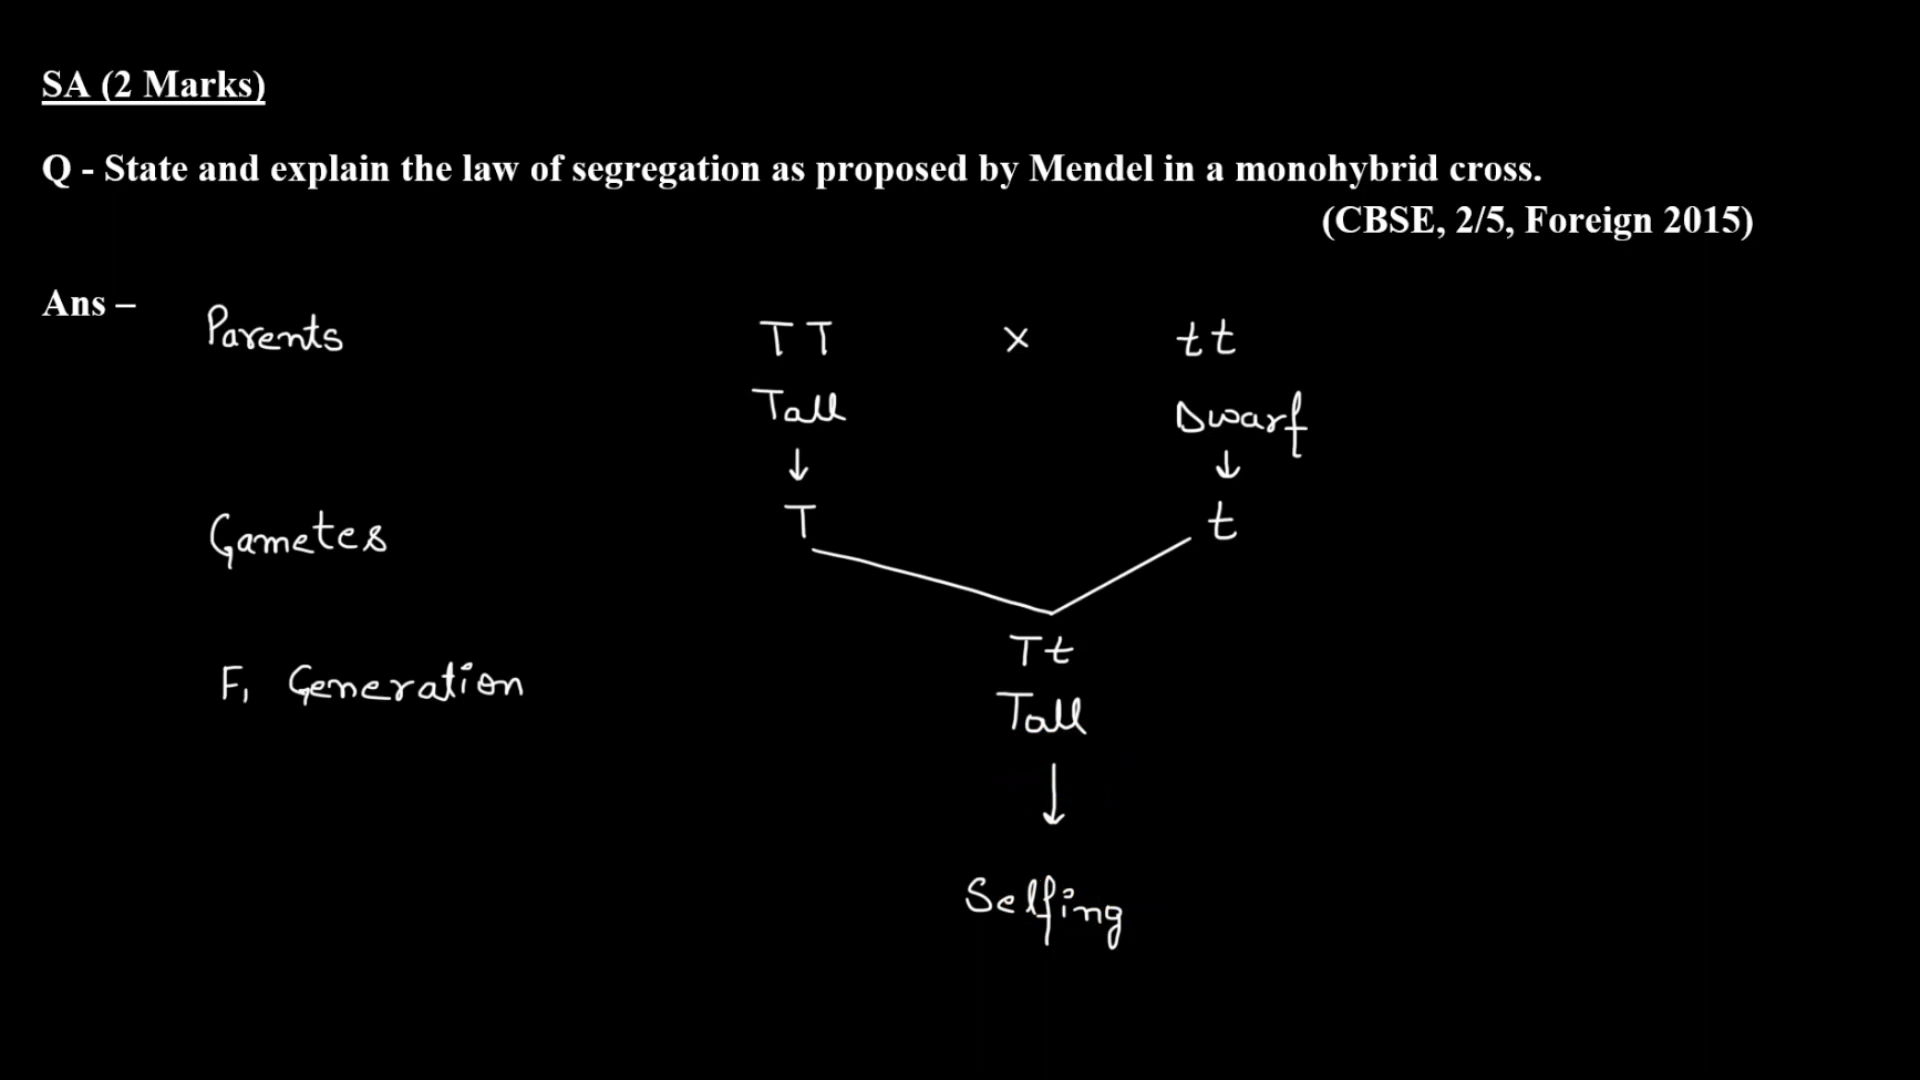 SA (2 Marks)
Q - State and explain the law of segregation as proposed by Mendel in a monohybrid cross.
(CBSE, 2/5, Foreign 2015)
Ans –
Parents TT x tt
Tall Dwarf
↓ ↓
Gametes T t
F₁ Generation Tt
Tall
↓
Selfing